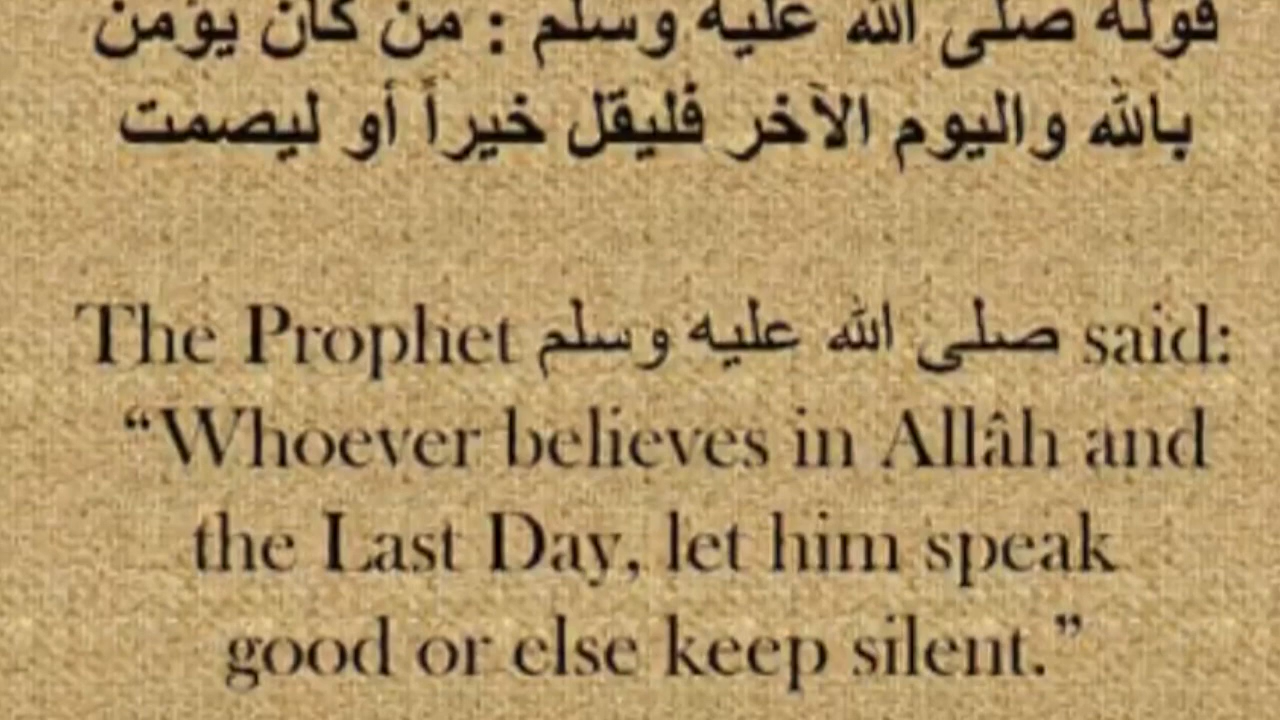 قوله صلى الله عليه وسلم : من كان يؤمن
بالله واليوم الآخر فليقل خيراً أو ليصمت
The Prophet صلى الله عليه وسلم said:
“Whoever believes in Allâh and
the Last Day, let him speak
good or else keep silent.”